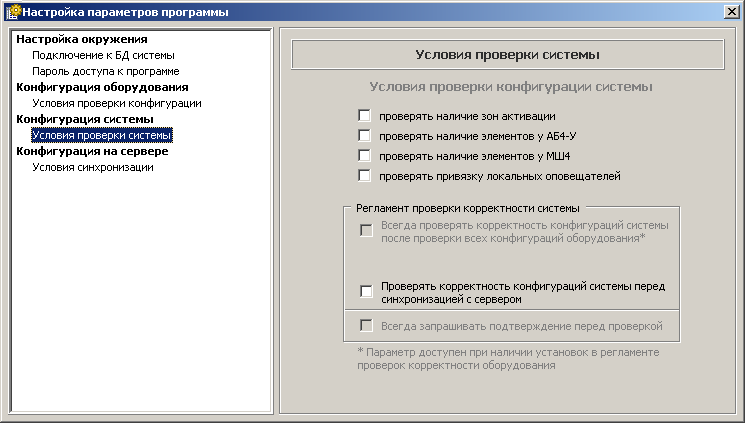 Настройка параметров программы
Настройка окружения
Подключение к БД системы
Пароль доступа к программе
Конфигурация оборудования
Условия проверки конфигурации
Конфигурация системы
Условия проверки системы
Конфигурация на сервере
Условия синхронизации
Условия проверки системы
Условия проверки конфигурации системы
проверять наличие зон активации
проверять наличие элементов у АБ4-У
проверять наличие элементов у МШ4
проверять привязку локальных оповещателей
Регламент проверки корректности системы
Всегда проверять корректность конфигураций системы
после проверки всех конфигураций оборудования*
Проверять корректность конфигураций системы перед
синхронизацией с сервером
Всегда запрашивать подтверждение перед проверкой
* Параметр доступен при наличии установок в регламенте
проверок корректности оборудования